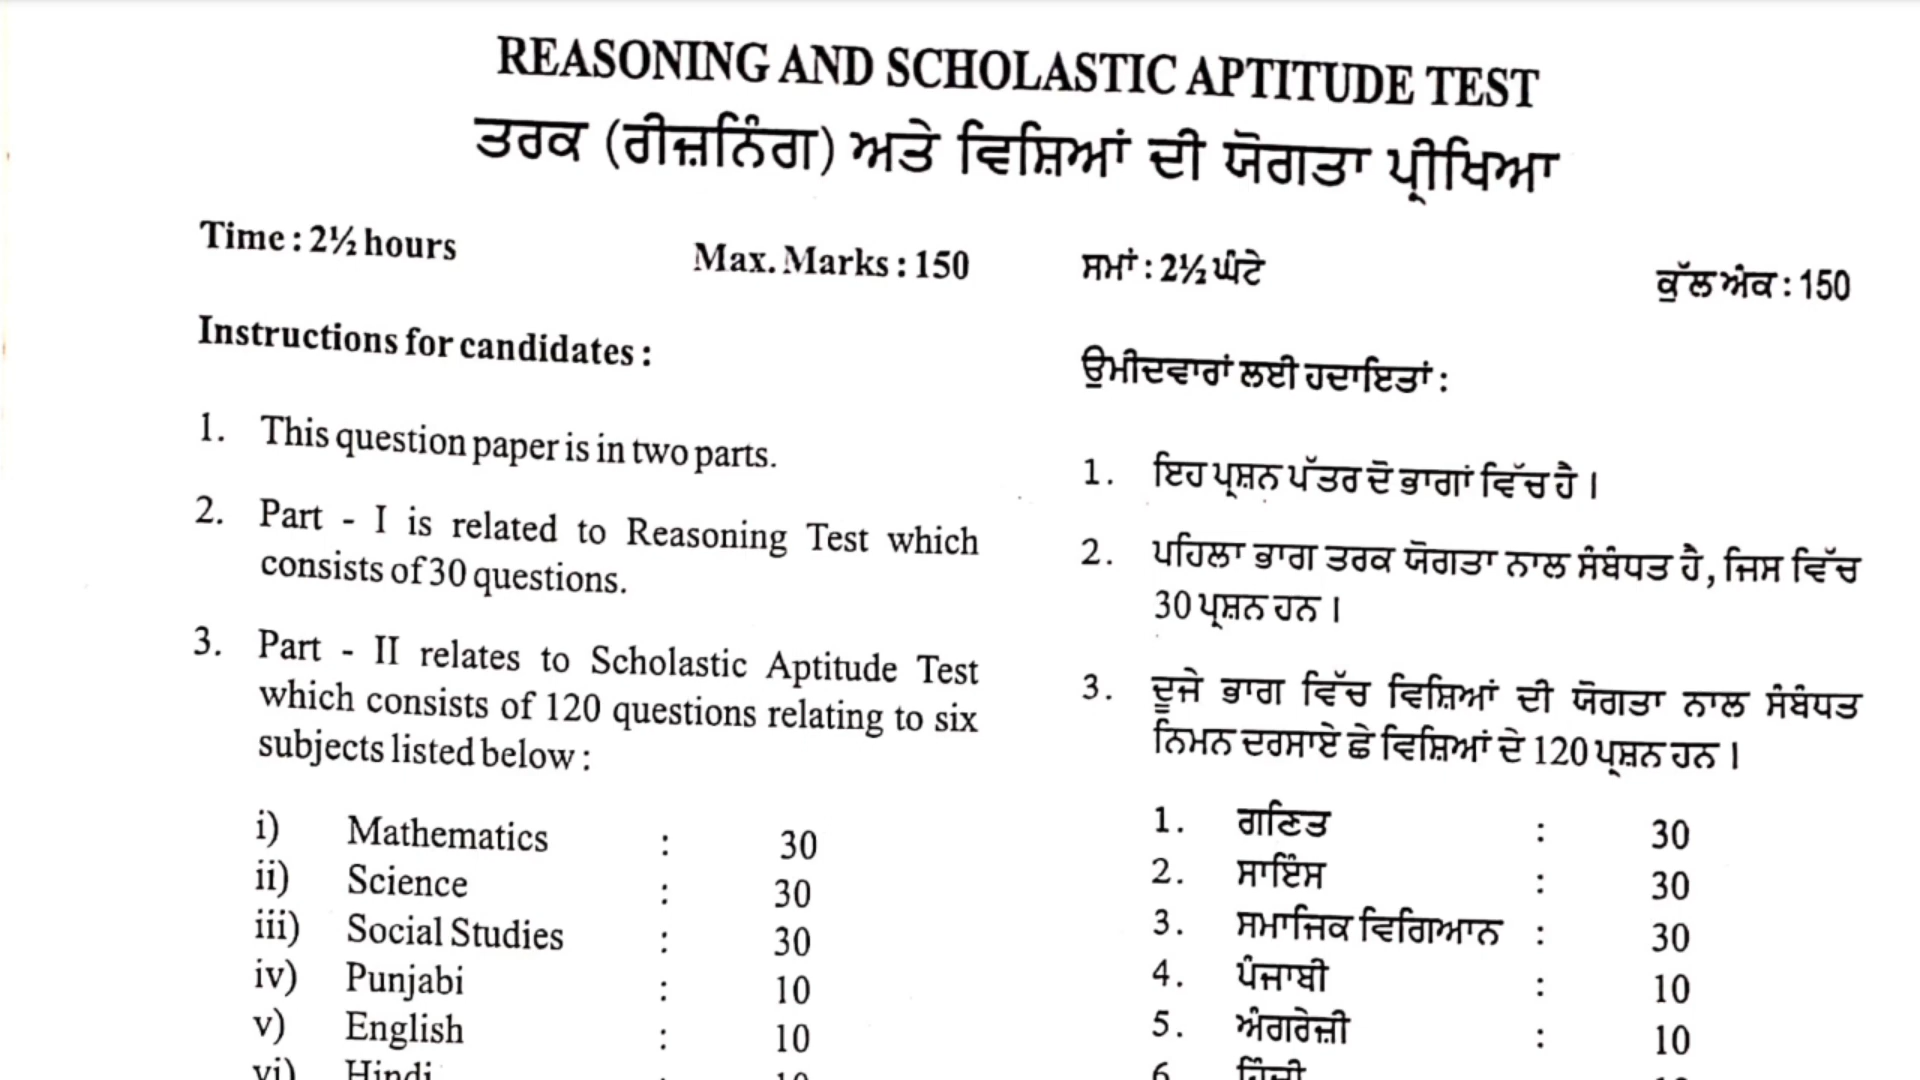 REASONING AND SCHOLASTIC APTITUDE TEST
ਤਰਕ (ਰੀਜ਼ਨਿੰਗ) ਅਤੇ ਵਿਸ਼ਿਆਂ ਦੀ ਯੋਗਤਾ ਪ੍ਰੀਖਿਆ
Time : 2½ hours Max. Marks : 150
Instructions for candidates :
1. This question paper is in two parts.
2. Part - I is related to Reasoning Test which
consists of 30 questions.
3. Part - II relates to Scholastic Aptitude Test
which consists of 120 questions relating to six
subjects listed below :
i) Mathematics : 30
ii) Science : 30
iii) Social Studies : 30
iv) Punjabi : 10
v) English : 10
vi) Hindi : 10
ਸਮਾਂ : 2½ ਘੰਟੇ ਕੁੱਲ ਅੰਕ : 150
ਉਮੀਦਵਾਰਾਂ ਲਈ ਹਦਾਇਤਾਂ :
1. ਇਹ ਪ੍ਰਸ਼ਨ ਪੱਤਰ ਦੋ ਭਾਗਾਂ ਵਿੱਚ ਹੈ ।
2. ਪਹਿਲਾ ਭਾਗ ਤਰਕ ਯੋਗਤਾ ਨਾਲ ਸੰਬੰਧਤ ਹੈ, ਜਿਸ ਵਿੱਚ
30 ਪ੍ਰਸ਼ਨ ਹਨ ।
3. ਦੂਜੇ ਭਾਗ ਵਿੱਚ ਵਿਸ਼ਿਆਂ ਦੀ ਯੋਗਤਾ ਨਾਲ ਸੰਬੰਧਤ
ਨਿਮਨ ਦਰਸਾਏ ਛੇ ਵਿਸ਼ਿਆਂ ਦੇ 120 ਪ੍ਰਸ਼ਨ ਹਨ ।
1. ਗਣਿਤ : 30
2. ਸਾਇੰਸ : 30
3. ਸਮਾਜਿਕ ਵਿਗਿਆਨ : 30
4. ਪੰਜਾਬੀ : 10
5. ਅੰਗਰੇਜ਼ੀ : 10
6. ਹਿੰਦੀ : 10